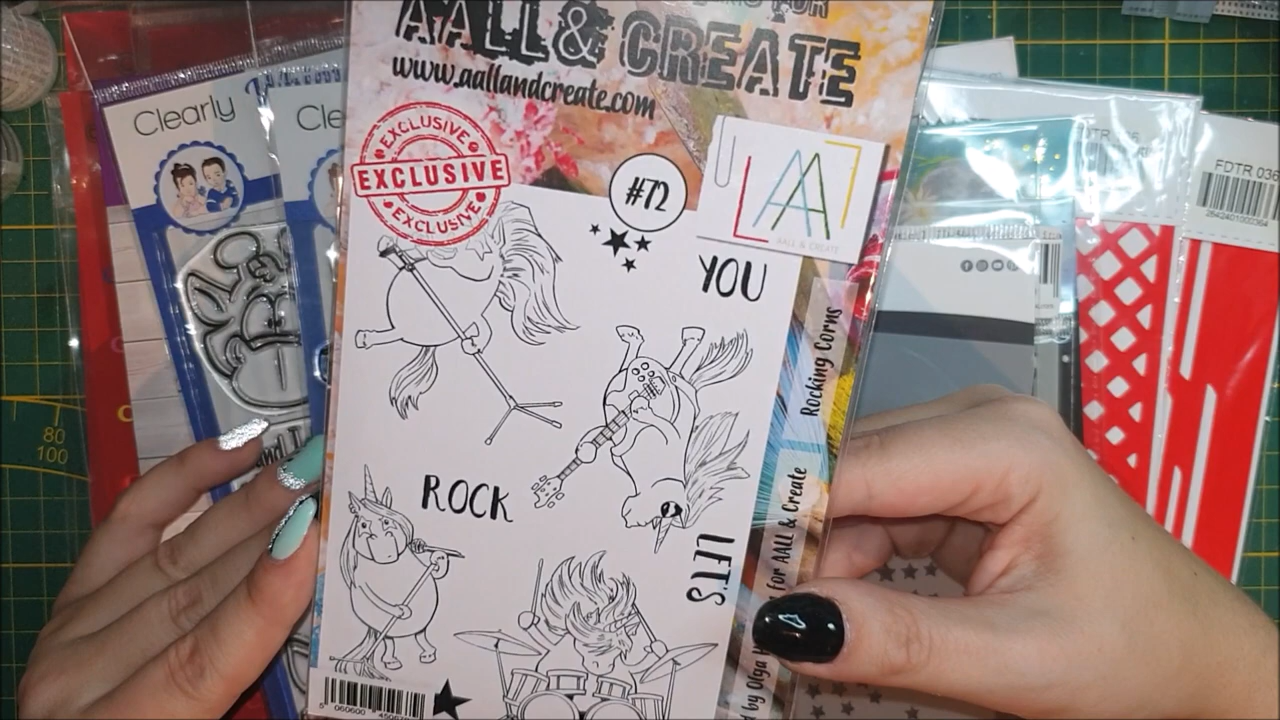 AALL & CREATE
www.aallandcreate.com
EXCLUSIVE
EXCLUSIVE
EXCLUSIVE
#72
AALL & CREATE
YOU
ROCK
LET'S
Rocking Corns
for AALL & Create
Clearly
FDTR 036
2642401000364
80
100